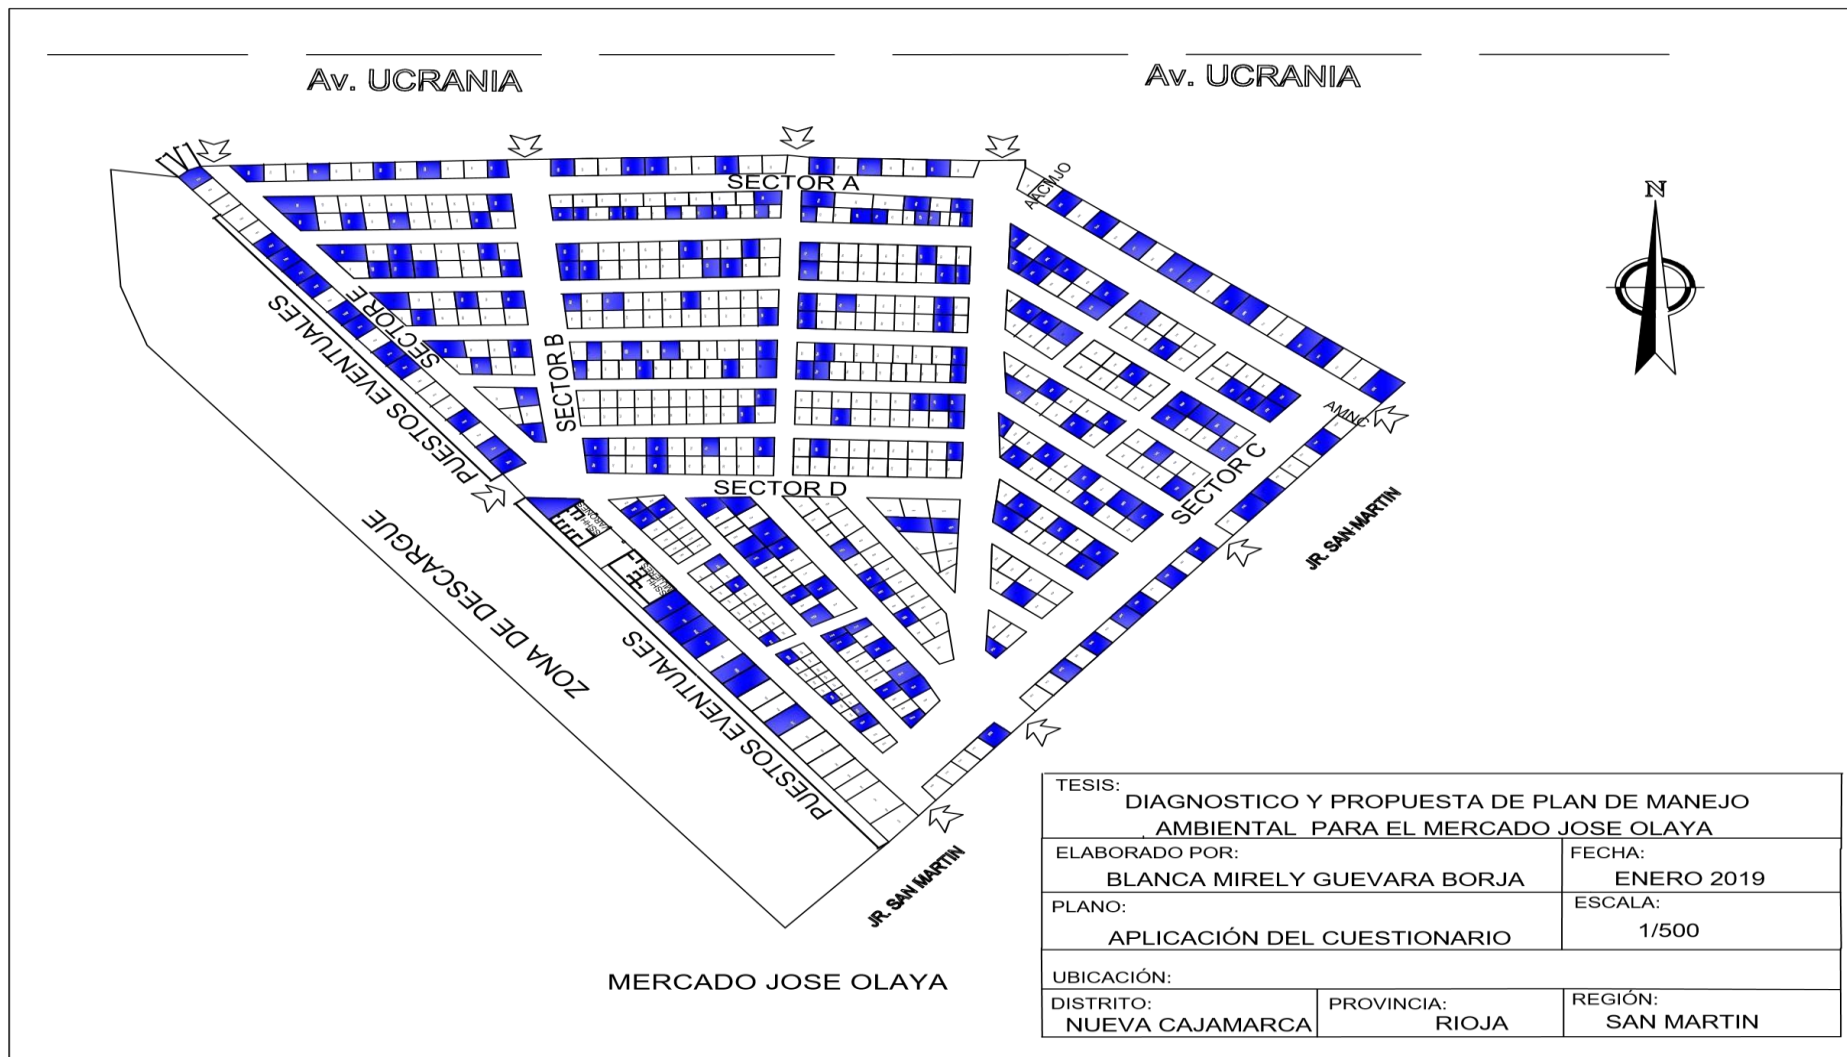 Av. UCRANIA
Av. UCRANIA
SECTOR A
AACMJO
N
SECTOR E
PUESTOS EVENTUALES
SECTOR B
AMNC
SECTOR C
SECTOR D
JR. SAN MARTIN
ZONA DE DESCARGUE
PUESTOS EVENTUALES
JR. SAN MARTIN
MERCADO JOSE OLAYA
TESIS:
DIAGNOSTICO Y PROPUESTA DE PLAN DE MANEJO
AMBIENTAL PARA EL MERCADO JOSE OLAYA
ELABORADO POR:
BLANCA MIRELY GUEVARA BORJA
FECHA:
ENERO 2019
PLANO:
APLICACIÓN DEL CUESTIONARIO
ESCALA:
1/500
UBICACIÓN:
DISTRITO:
NUEVA CAJAMARCA
PROVINCIA:
RIOJA
REGIÓN:
SAN MARTIN